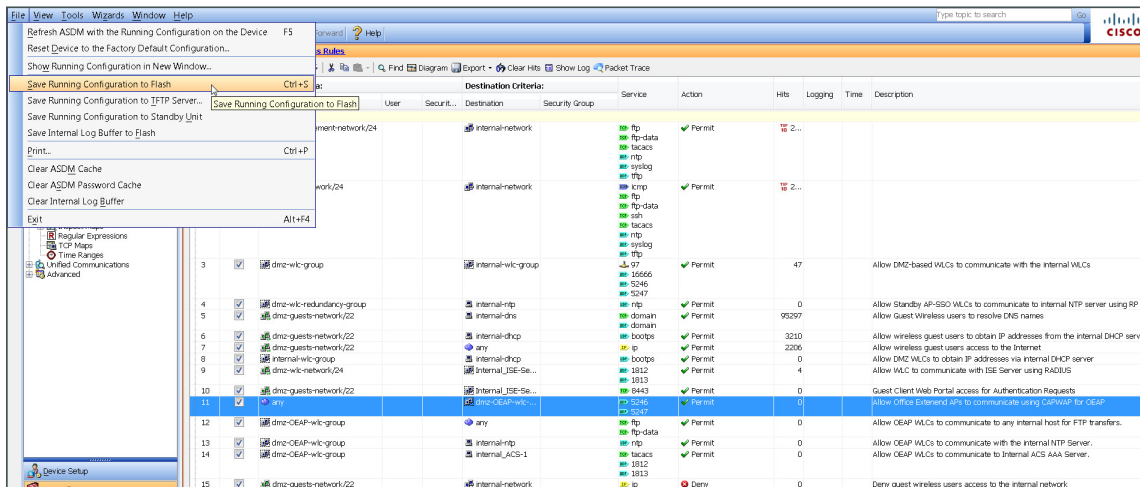 File View Tools Wizards Window Help
Type topic to search Go
CISCO
Refresh ASDM with the Running Configuration on the Device F5
Forward Help
Reset Device to the Factory Default Configuration...
s Rules
Show Running Configuration in New Window...
Find Diagram Export Clear Hits Show Log Packet Trace
Save Running Configuration to Flash Ctrl+S
a: Destination Criteria:
Service Action Hits Logging Time Description
Save Running Configuration to TFTP Server...
Save Running Configuration to Flash
User Securit... Destination Security Group
Save Running Configuration to Standby Unit
Save Internal Log Buffer to Flash
Print... Ctrl+P
Clear ASDM Cache
Clear ASDM Password Cache
Clear Internal Log Buffer
Exit Alt+F4
ement-network/24 internal-network ftp Permit 2...
ftp-data
tacacs
ntp
syslog
tftp
work/24 internal-network icmp Permit 2...
ftp
ftp-data
ssh
tacacs
ntp
syslog
tftp
Regular Expressions
TCP Maps
Time Ranges
Unified Communications
Advanced
3 dmz-wlc-group internal-wlc-group 97 Permit 47 Allow DMZ-based WLCs to communicate with the internal WLCs
16666
5246
5247
4 dmz-wlc-redundancy-group internal-ntp ntp Permit 0 Allow Standby AP-SSO WLCs to communicate to internal NTP server using RP
5 dmz-guests-network/22 internal-dns domain Permit 95297 Allow Guest Wireless users to resolve DNS names
domain
6 dmz-guests-network/22 internal-dhcp bootps Permit 3210 Allow wireless guest users to obtain IP addresses from the internal DHCP serv
7 dmz-guests-network/22 any ip Permit 2206 Allow wireless guest users access to the Internet
8 internal-wlc-group internal-dhcp bootps Permit 0 Allow DMZ WLCs to obtain IP addresses via internal DHCP server
9 dmz-wlc-network/24 Internal_ISE-Se... 1812 Permit 4 Allow WLC to communicate with ISE Server using RADIUS
1813
10 dmz-guests-network/22 Internal_ISE-Se... 8443 Permit 0 Guest Client Web Portal access for Authentication Requests
11 any dmz-OEAP-wlc-... 5246 Permit 0 Allow Office Extenend APs to communicate using CAPWAP for OEAP
5247
12 dmz-OEAP-wlc-group any ftp Permit 0 Allow OEAP WLCs to communicate to any internal host for FTP transfers.
ftp-data
13 dmz-OEAP-wlc-group internal-ntp ntp Permit 0 Allow OEAP WLCs to communicate with the internal NTP Server.
14 dmz-OEAP-wlc-group internal_ACS-1 tacacs Permit 0 Allow OEAP WLCs to communicate to Internal ACS AAA Server.
1812
1813
Device Setup
15 dmz-guests-network/22 internal-network ip Deny 0 Deny guest wireless users access to the internal network